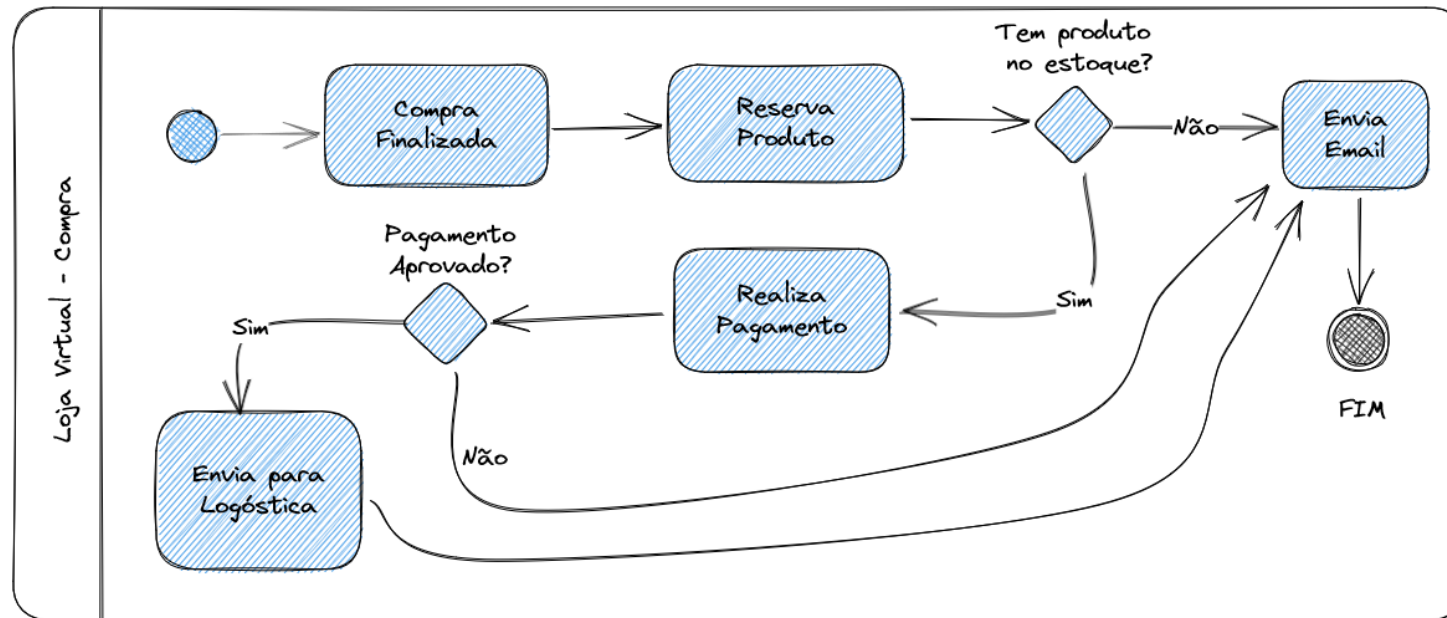 Loja Virtual - Compra
Compra
Finalizada
Reserva
Produto
Tem produto
no estoque?
Não
Envia
Email
Sim
Realiza
Pagamento
Pagamento
Aprovado?
Sim
Não
Envia para
Logóstica
FIM